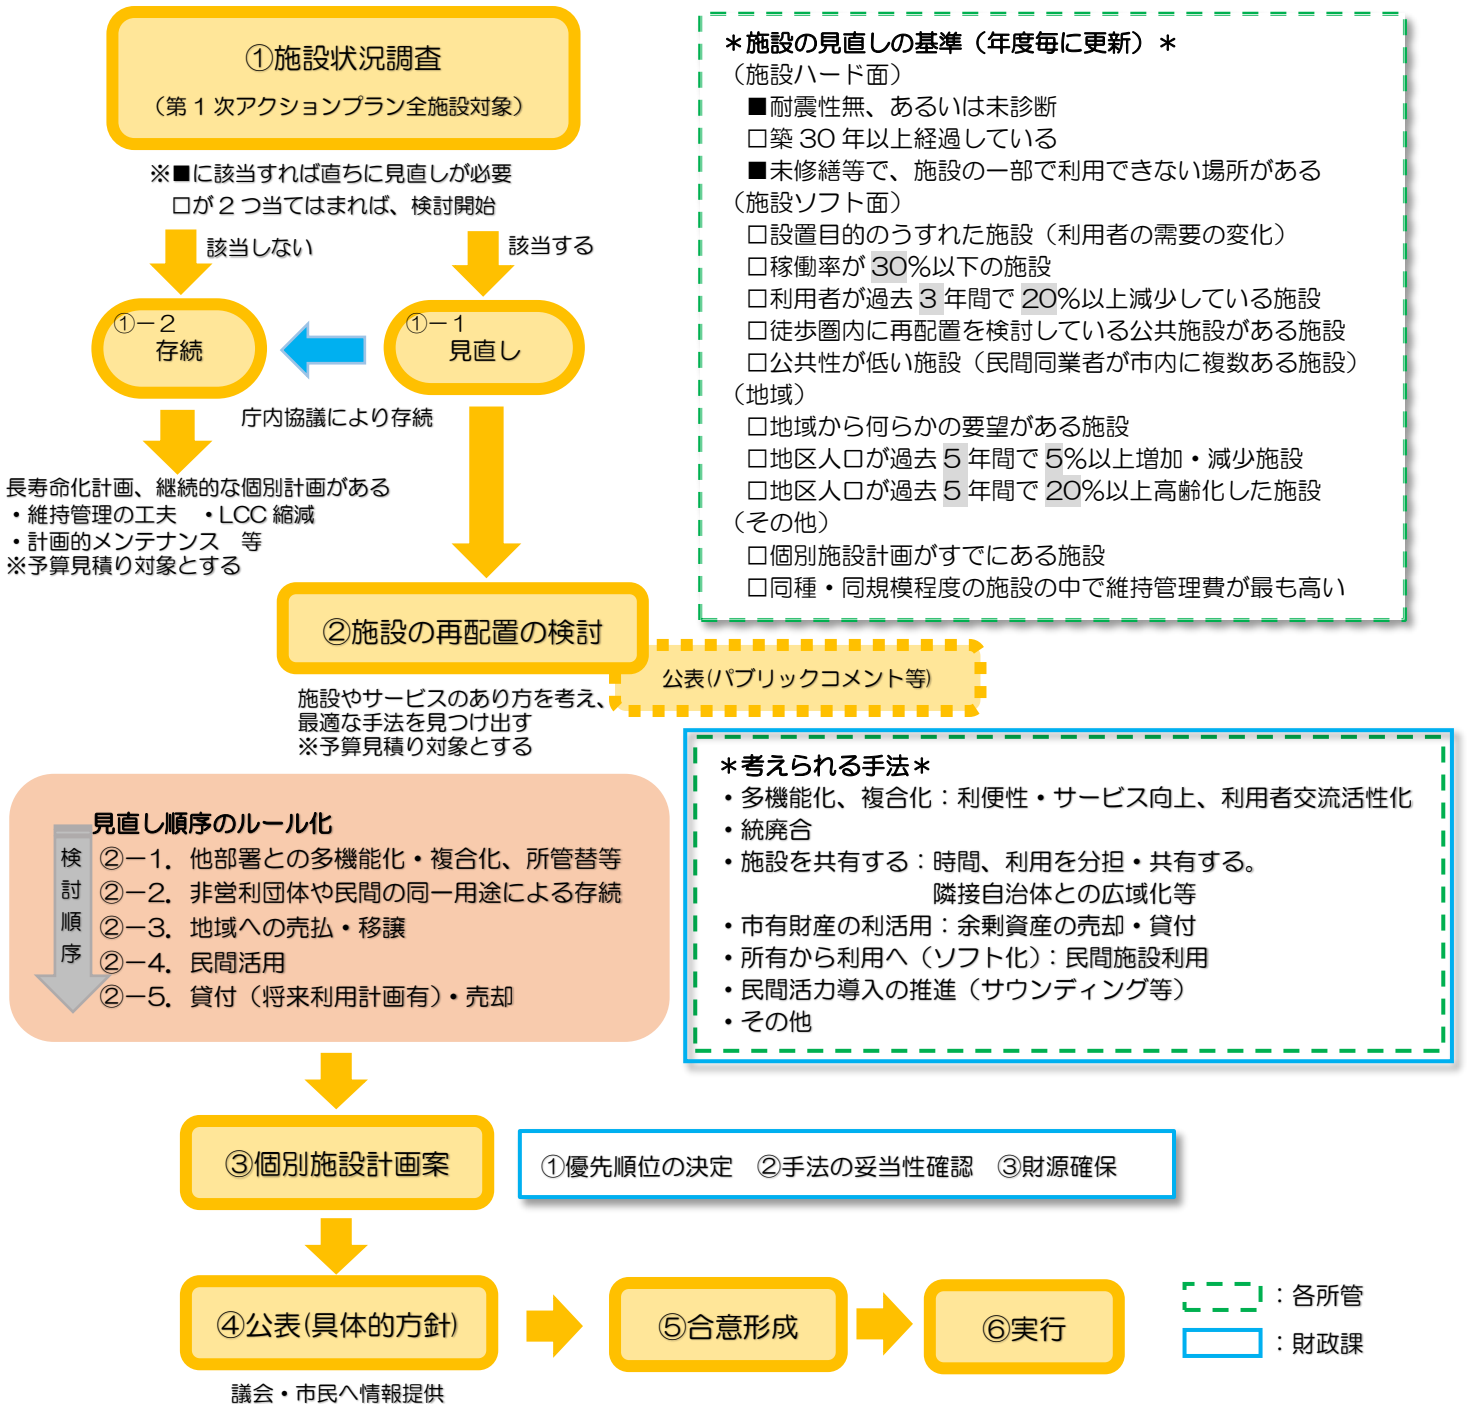 ①施設状況調査
（第１次アクションプラン全施設対象）
※■に該当すれば直ちに見直しが必要
□が２つ当てはまれば、検討開始
該当しない
該当する
①－２
存続
①－１
見直し
庁内協議により存続
長寿命化計画、継続的な個別計画がある
・維持管理の工夫　・LCC 縮減
・計画的メンテナンス　等
※予算見積り対象とする
＊施設の見直しの基準（年度毎に更新）＊
（施設ハード面）
■耐震性無、あるいは未診断
□築 30 年以上経過している
■未修繕等で、施設の一部で利用できない場所がある
（施設ソフト面）
□設置目的のうすれた施設（利用者の需要の変化）
□稼働率が 30％以下の施設
□利用者が過去 3 年間で 20％以上減少している施設
□徒歩圏内に再配置を検討している公共施設がある施設
□公共性が低い施設（民間同業者が市内に複数ある施設）
（地域）
□地域から何らかの要望がある施設
□地区人口が過去 5 年間で 5％以上増加・減少施設
□地区人口が過去 5 年間で 20％以上高齢化した施設
（その他）
□個別施設計画がすでにある施設
□同種・同規模程度の施設の中で維持管理費が最も高い
②施設の再配置の検討
公表(パブリックコメント等)
施設やサービスのあり方を考え、
最適な手法を見つけ出す
※予算見積り対象とする
検討順序
見直し順序のルール化
②－1．他部署との多機能化・複合化、所管替等
②－2．非営利団体や民間の同一用途による存続
②－3．地域への売払・移譲
②－4．民間活用
②－5．貸付（将来利用計画有）・売却
＊考えられる手法＊
・多機能化、複合化：利便性・サービス向上、利用者交流活性化
・統廃合
・施設を共有する：時間、利用を分担・共有する。
隣接自治体との広域化等
・市有財産の利活用：余剰資産の売却・貸付
・所有から利用へ（ソフト化）：民間施設利用
・民間活力導入の推進（サウンディング等）
・その他
③個別施設計画案
①優先順位の決定　②手法の妥当性確認　③財源確保
④公表(具体的方針)
⑤合意形成
⑥実行
議会・市民へ情報提供
：各所管
：財政課